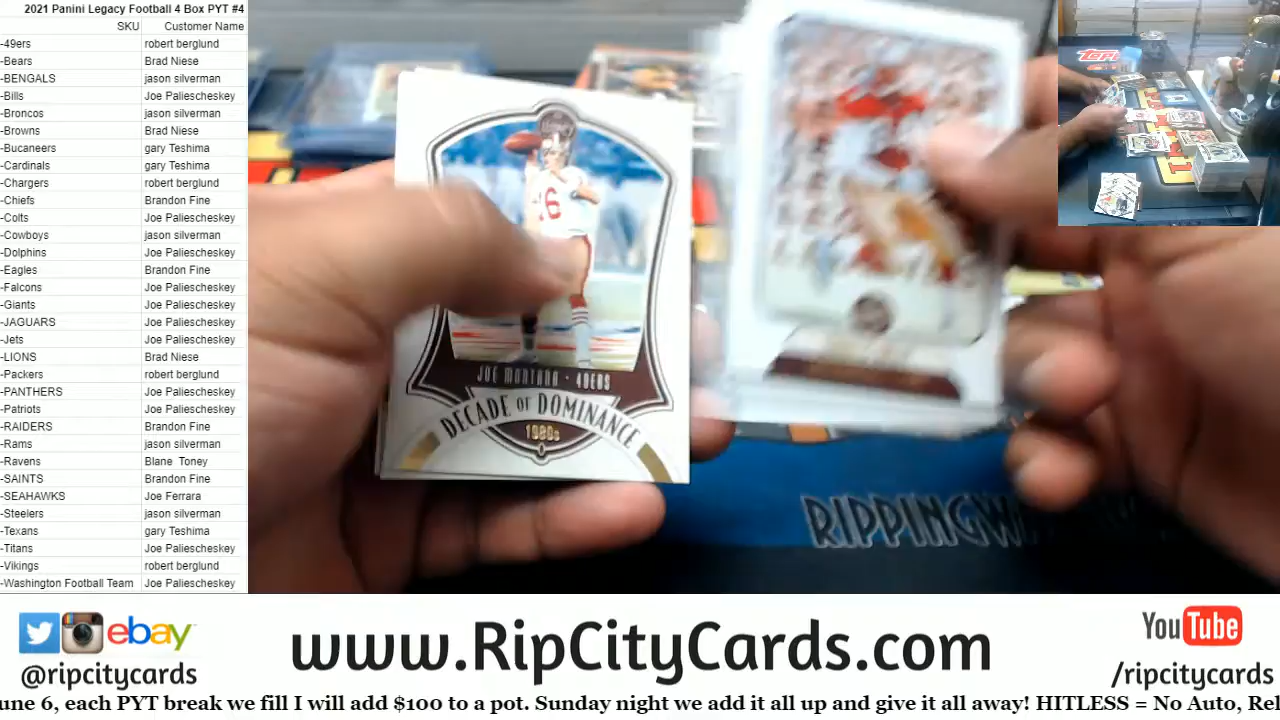 2021 Panini Legacy Football 4 Box PYT #4
SKU Customer Name
-49ers robert berglund
-Bears Brad Niese
-BENGALS jason silverman
-Bills Joe Paliescheskey
-Broncos jason silverman
-Browns Brad Niese
-Bucaneers gary Teshima
-Cardinals gary Teshima
-Chargers robert berglund
-Chiefs Brandon Fine
-Colts Joe Paliescheskey
-Cowboys jason silverman
-Dolphins Joe Paliescheskey
-Eagles Brandon Fine
-Falcons Joe Paliescheskey
-Giants Joe Paliescheskey
-JAGUARS Joe Paliescheskey
-Jets Joe Paliescheskey
-LIONS Brad Niese
-Packers robert berglund
-PANTHERS Joe Paliescheskey
-Patriots Joe Paliescheskey
-RAIDERS Brandon Fine
-Rams jason silverman
-Ravens Blane Toney
-SAINTS Brandon Fine
-SEAHAWKS Joe Ferrara
-Steelers jason silverman
-Texans gary Teshima
-Titans Joe Paliescheskey
-Vikings robert berglund
-Washington Football Team Joe Paliescheskey
16
JOE MONTANA • 49ERS
DECADE OF DOMINANCE
1980s
Topps
RIPPINGW
ebay
@ripcitycards
www.RipCityCards.com
YouTube
/ripcitycards
une 6, each PYT break we fill I will add $100 to a pot. Sunday night we add it all up and give it all away! HITLESS = No Auto, Rel